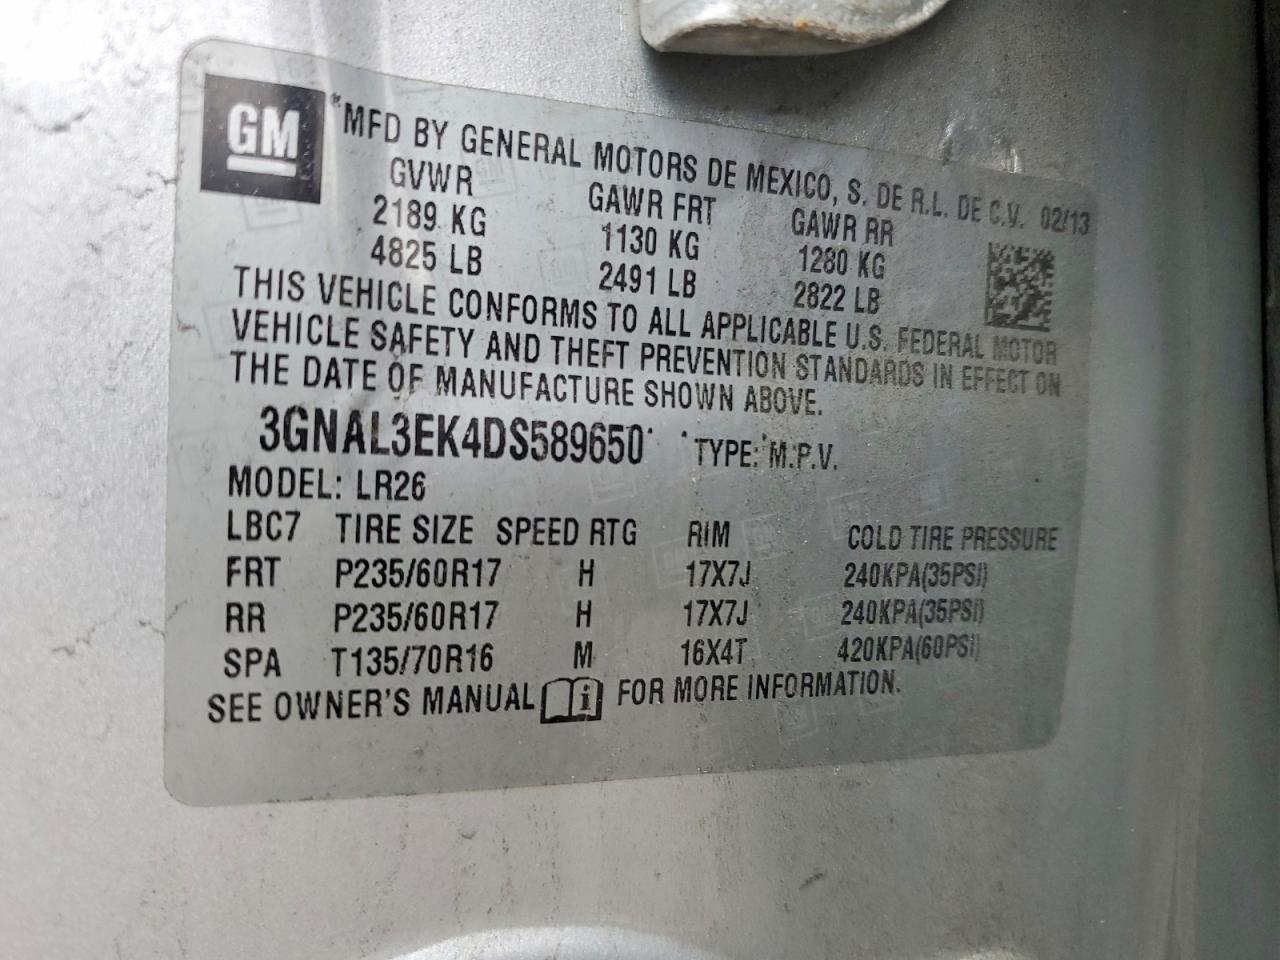 GM
*MFD BY GENERAL MOTORS DE MEXICO, S. DE R.L. DE C.V. 02/13
GVWR GAWR FRT GAWR RR
2189 KG 1130 KG 1280 KG
4825 LB 2491 LB 2822 LB
THIS VEHICLE CONFORMS TO ALL APPLICABLE U.S. FEDERAL MOTOR
VEHICLE SAFETY AND THEFT PREVENTION STANDARDS IN EFFECT ON
THE DATE OF MANUFACTURE SHOWN ABOVE.
3GNAL3EK4DS589650* *TYPE: M.P.V.
MODEL: LR26
LBC7 TIRE SIZE SPEED RTG RIM COLD TIRE PRESSURE
FRT P235/60R17 H 17X7J 240KPA(35PSI)
RR P235/60R17 H 17X7J 240KPA(35PSI)
SPA T135/70R16 M 16X4T 420KPA(60PSI)
SEE OWNER'S MANUAL i FOR MORE INFORMATION.